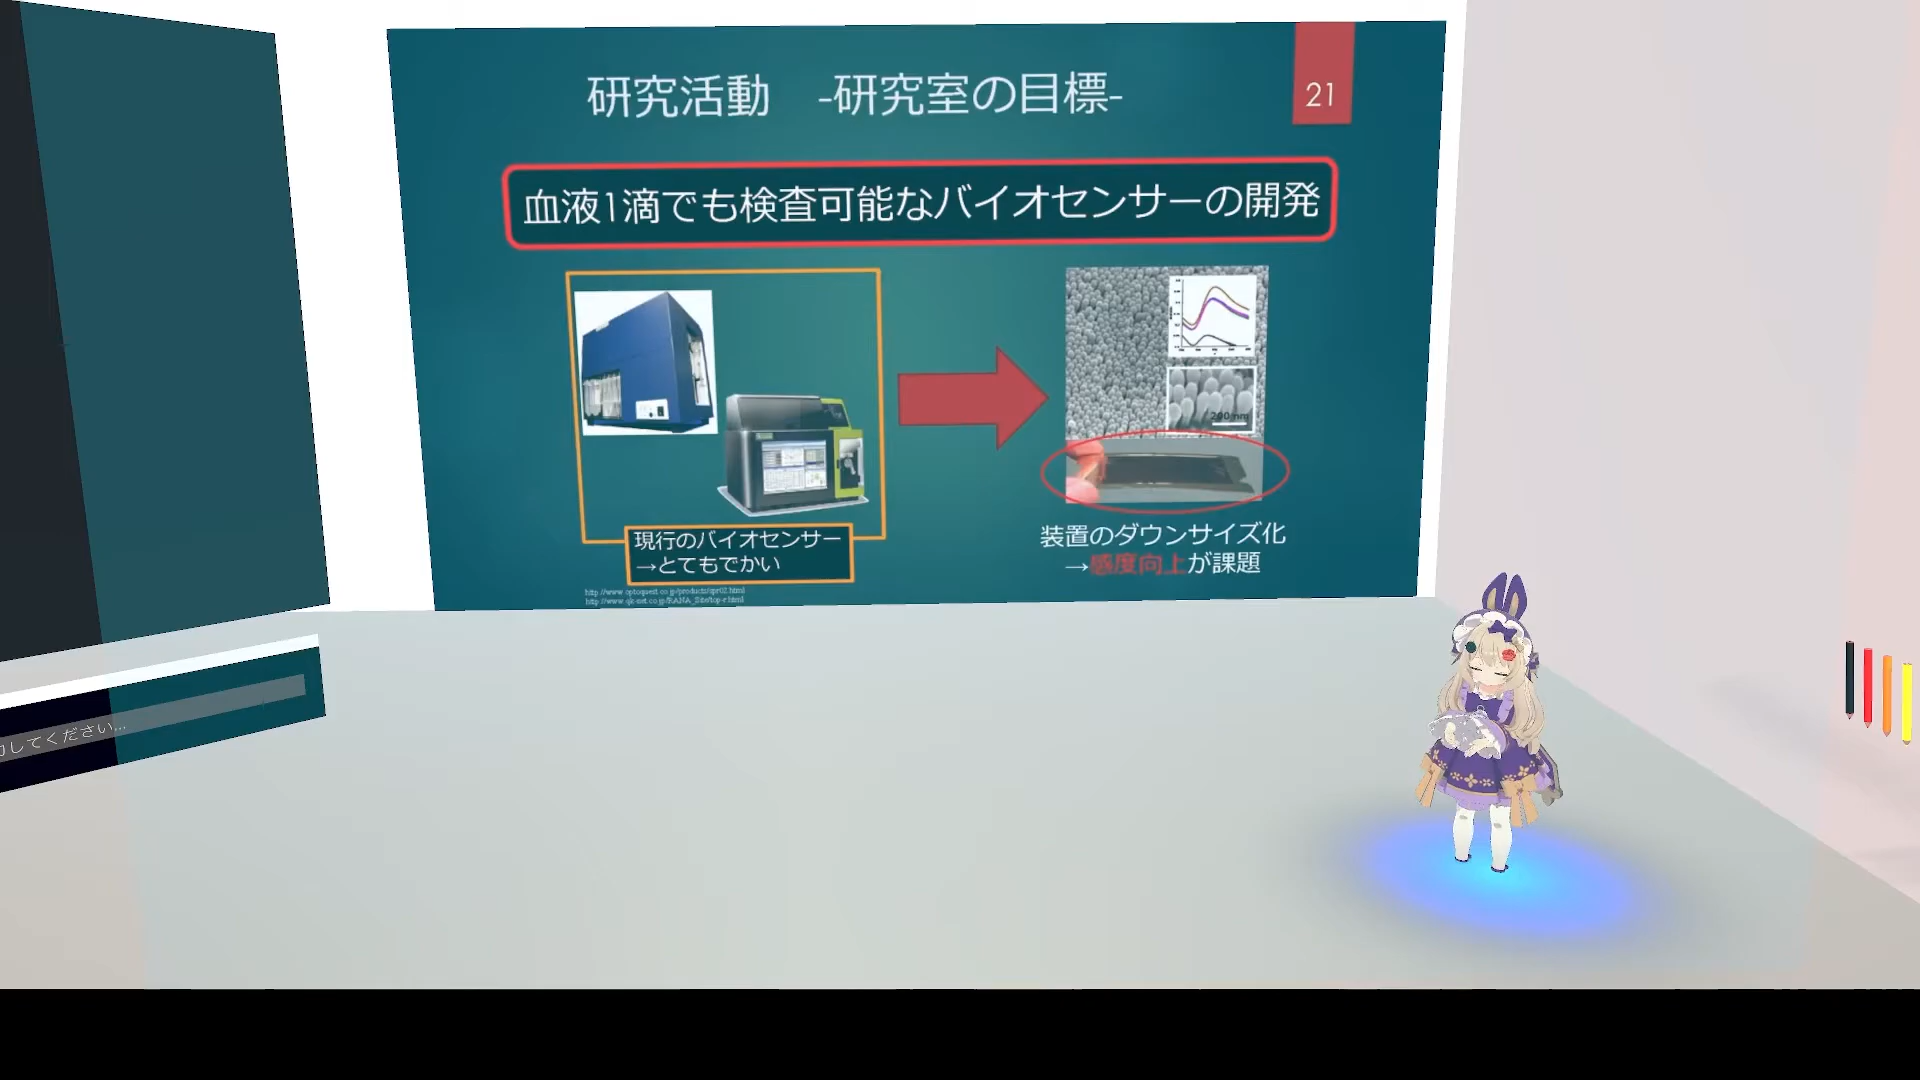 研究活動　-研究室の目標-
21
血液1滴でも検査可能なバイオセンサーの開発
200 nm
現行のバイオセンサー
→とてもでかい
装置のダウンサイズ化
→感度向上が課題
してください...